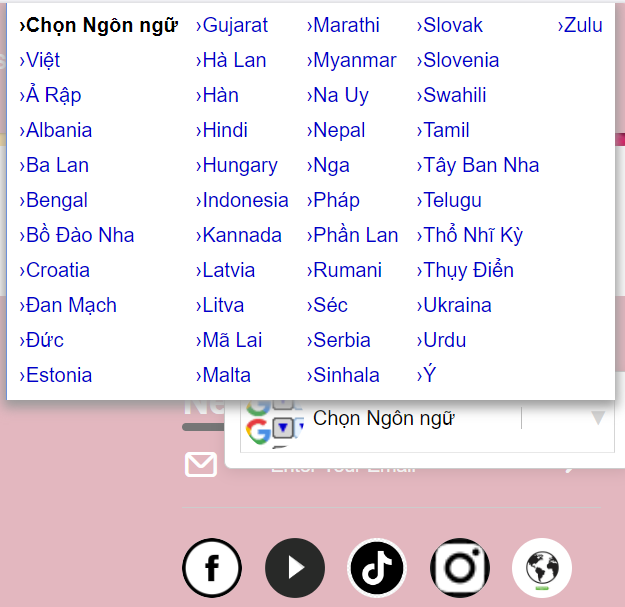 ›Chọn Ngôn ngữ
›Việt
›Ả Rập
›Albania
›Ba Lan
›Bengal
›Bồ Đào Nha
›Croatia
›Đan Mạch
›Đức
›Estonia
›Gujarat
›Hà Lan
›Hàn
›Hindi
›Hungary
›Indonesia
›Kannada
›Latvia
›Litva
›Mã Lai
›Malta
›Marathi
›Myanmar
›Na Uy
›Nepal
›Nga
›Pháp
›Phần Lan
›Rumani
›Séc
›Serbia
›Sinhala
›Slovak
›Slovenia
›Swahili
›Tamil
›Tây Ban Nha
›Telugu
›Thổ Nhĩ Kỳ
›Thụy Điển
›Ukraina
›Urdu
›Ý
›Zulu
Chọn Ngôn ngữ
Enter Your Email